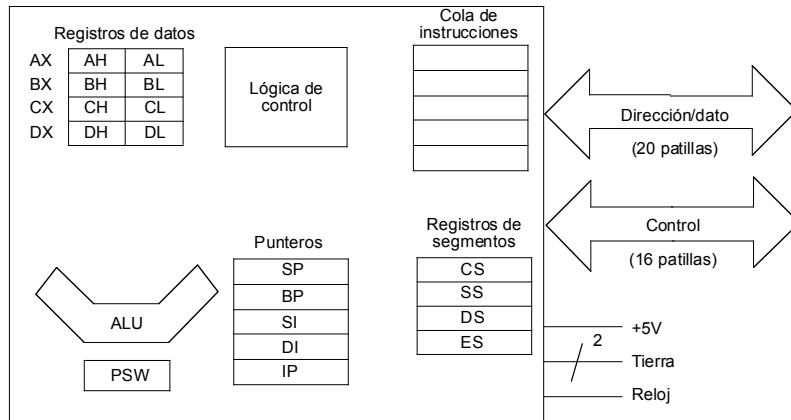 Registros de datos
AX AH AL
BX BH BL
CX CH CL
DX DH DL
Lógica de
control
Cola de
instrucciones
Dirección/dato
(20 patillas)
Control
(16 patillas)
Punteros
SP
BP
SI
DI
IP
Registros de
segmentos
CS
SS
DS
ES
ALU
PSW
+5V
2
Tierra
Reloj